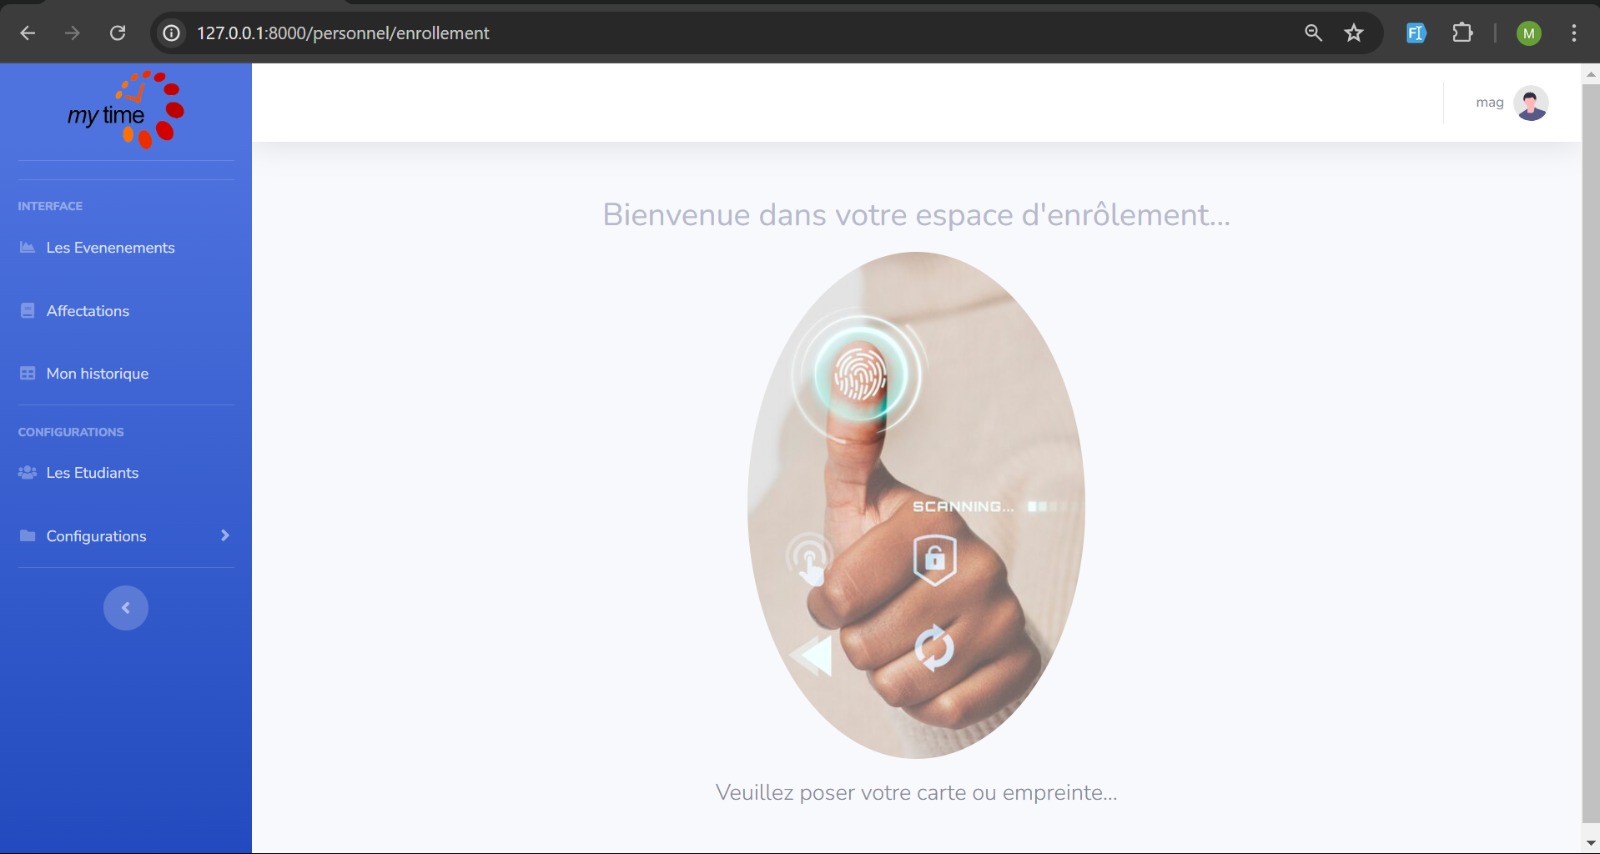 127.0.0.1:8000/personnel/enrollement
M
my time
mag
INTERFACE
Les Evenenements
Affectations
Mon historique
CONFIGURATIONS
Les Etudiants
Configurations
Bienvenue dans votre espace d'enrôlement...
SCANNING...
Veuillez poser votre carte ou empreinte...